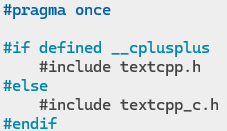 #pragma once

#if defined __cplusplus
    #include textcpp.h
#else
    #include textcpp_c.h
#endif